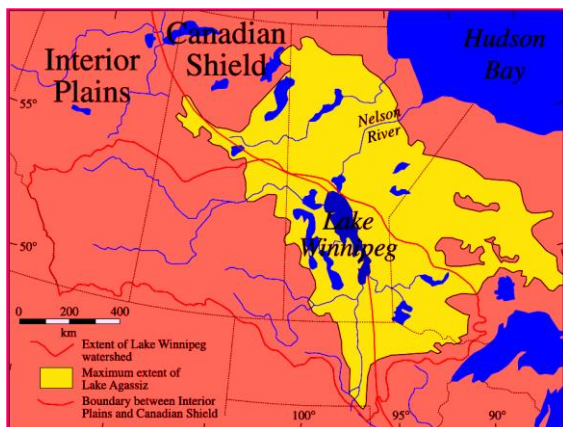 Canadian
Shield
Hudson
Bay
Interior
Plains
55°
Nelson
River
50°
Lake
Winnipeg
0 200 400
km
Extent of Lake Winnipeg
watershed
Maximum extent of
Lake Agassiz
Boundary between Interior
Plains and Canadian Shield
100°
95°
90°